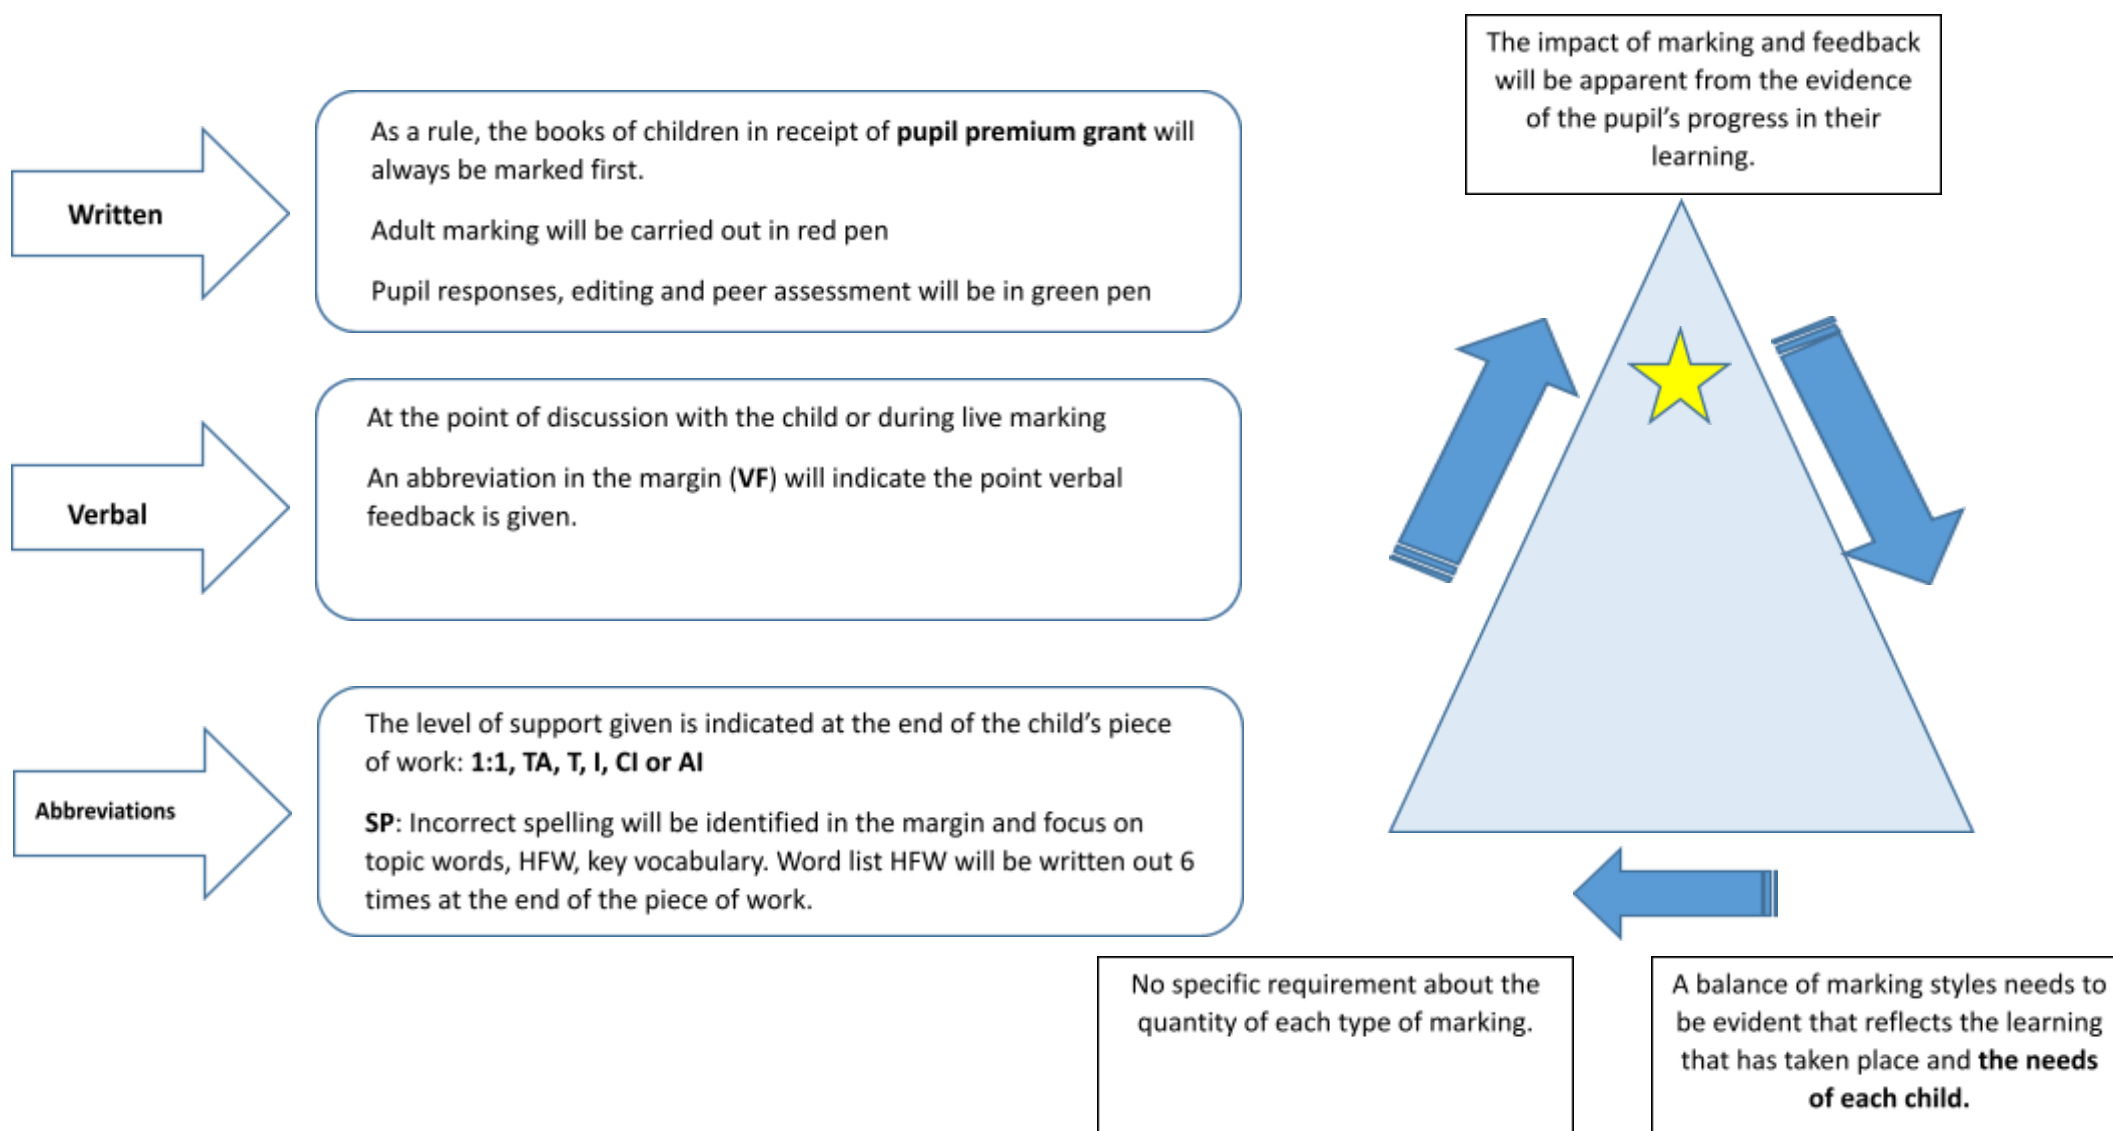 Written
As a rule, the books of children in receipt of pupil premium grant will
always be marked first.
Adult marking will be carried out in red pen
Pupil responses, editing and peer assessment will be in green pen
Verbal
At the point of discussion with the child or during live marking
An abbreviation in the margin (VF) will indicate the point verbal
feedback is given.
Abbreviations
The level of support given is indicated at the end of the child’s piece
of work: 1:1, TA, T, I, CI or AI
SP: Incorrect spelling will be identified in the margin and focus on
topic words, HFW, key vocabulary. Word list HFW will be written out 6
times at the end of the piece of work.
The impact of marking and feedback
will be apparent from the evidence
of the pupil’s progress in their
learning.
No specific requirement about the
quantity of each type of marking.
A balance of marking styles needs to
be evident that reflects the learning
that has taken place and the needs
of each child.